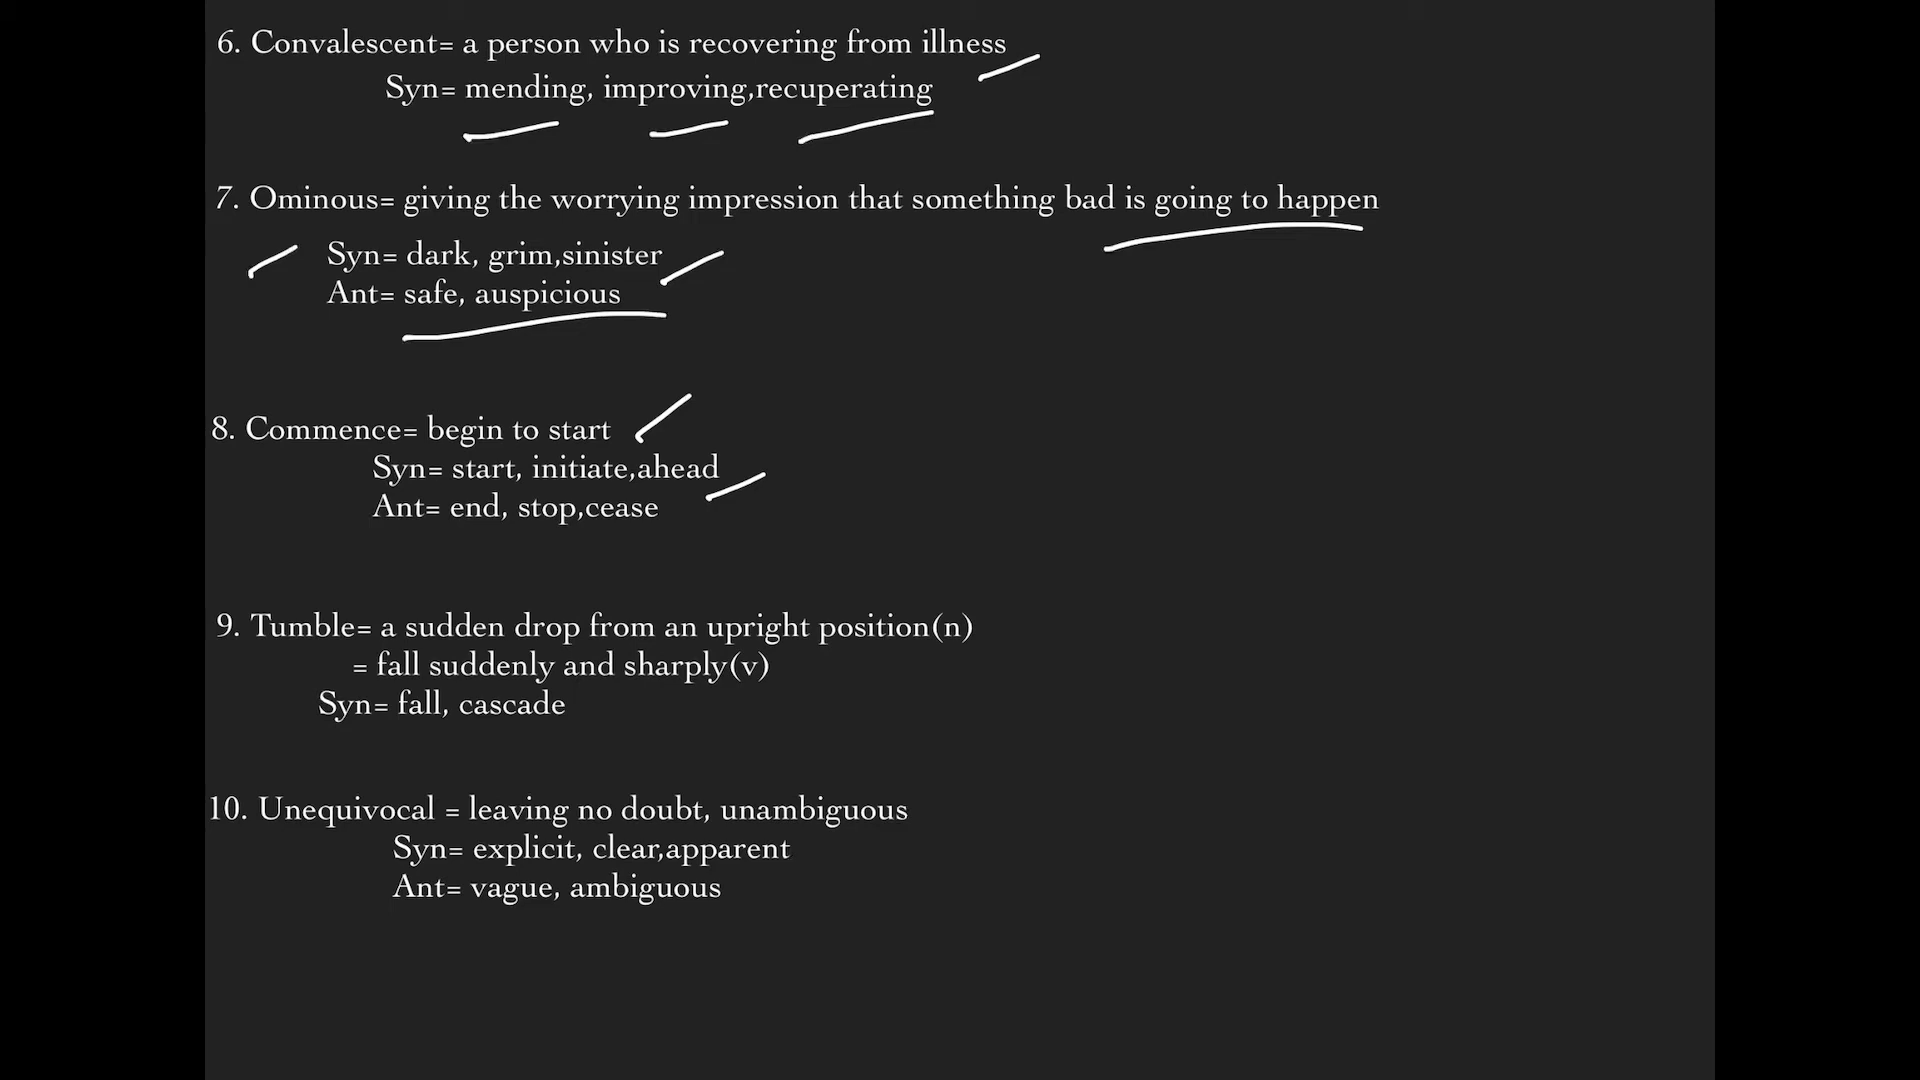 6. Convalescent= a person who is recovering from illness
Syn= mending, improving,recuperating
7. Ominous= giving the worrying impression that something bad is going to happen
Syn= dark, grim,sinister
Ant= safe, auspicious
8. Commence= begin to start
Syn= start, initiate,ahead
Ant= end, stop,cease
9. Tumble= a sudden drop from an upright position(n)
= fall suddenly and sharply(v)
Syn= fall, cascade
10. Unequivocal = leaving no doubt, unambiguous
Syn= explicit, clear,apparent
Ant= vague, ambiguous